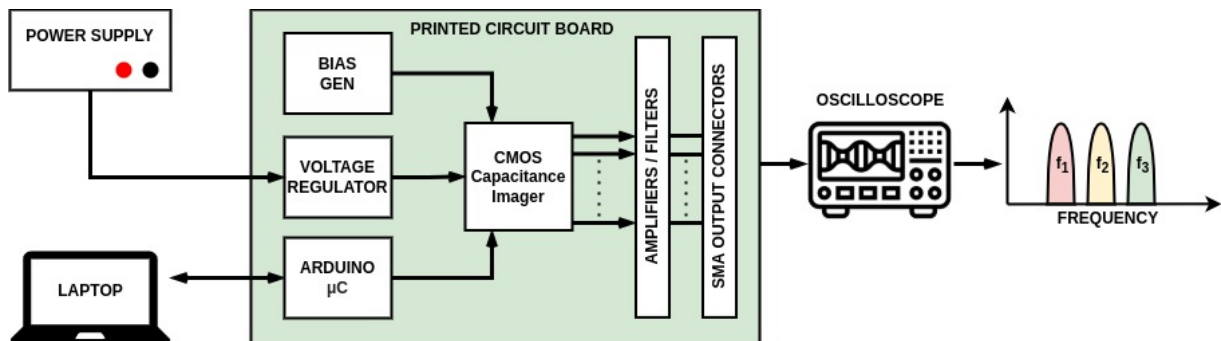 POWER SUPPLY
PRINTED CIRCUIT BOARD
BIAS
GEN
VOLTAGE
REGULATOR
ARDUINO
μC
LAPTOP
CMOS
Capacitance
Imager
AMPLIFIERS / FILTERS
SMA OUTPUT CONNECTORS
OSCILLOSCOPE
f1
f2
f3
FREQUENCY